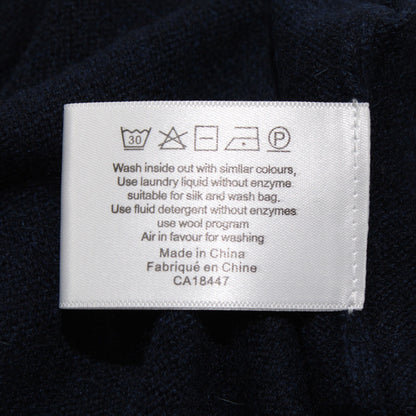 30 P
Wash inside out with similar colours,
Use laundry liquid without enzyme
suitable for silk and wash bag.
Use fluid detergent without enzymes
use wool program
Air in favour for washing
Made in China
Fabriqué en Chine
CA18447